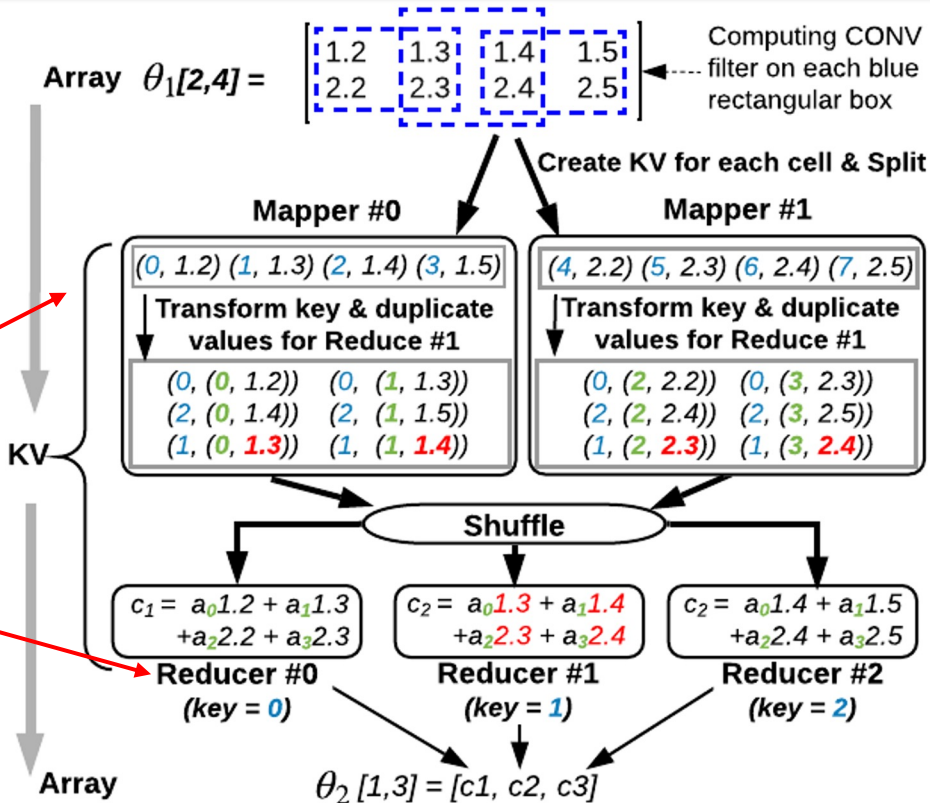 Array θ₁[2,4] =
1.2 1.3 1.4 1.5
2.2 2.3 2.4 2.5
Computing CONV
filter on each blue
rectangular box
Create KV for each cell & Split
Mapper #0
(0, 1.2) (1, 1.3) (2, 1.4) (3, 1.5)
Transform key & duplicate
values for Reduce #1
(0, (0, 1.2)) (0, (1, 1.3))
(2, (0, 1.4)) (2, (1, 1.5))
(1, (0, 1.3)) (1, (1, 1.4))
Mapper #1
(4, 2.2) (5, 2.3) (6, 2.4) (7, 2.5)
Transform key & duplicate
values for Reduce #1
(0, (2, 2.2)) (0, (3, 2.3))
(2, (2, 2.4)) (2, (3, 2.5))
(1, (2, 2.3)) (1, (3, 2.4))
KV
Shuffle
c₁ = a₀1.2 + a₁1.3
+a₂2.2 + a₃2.3
Reducer #0
(key = 0)
c₂ = a₀1.3 + a₁1.4
+a₂2.3 + a₃2.4
Reducer #1
(key = 1)
c₂ = a₀1.4 + a₁1.5
+a₂2.4 + a₃2.5
Reducer #2
(key = 2)
Array
θ₂ [1,3] = [c1, c2, c3]